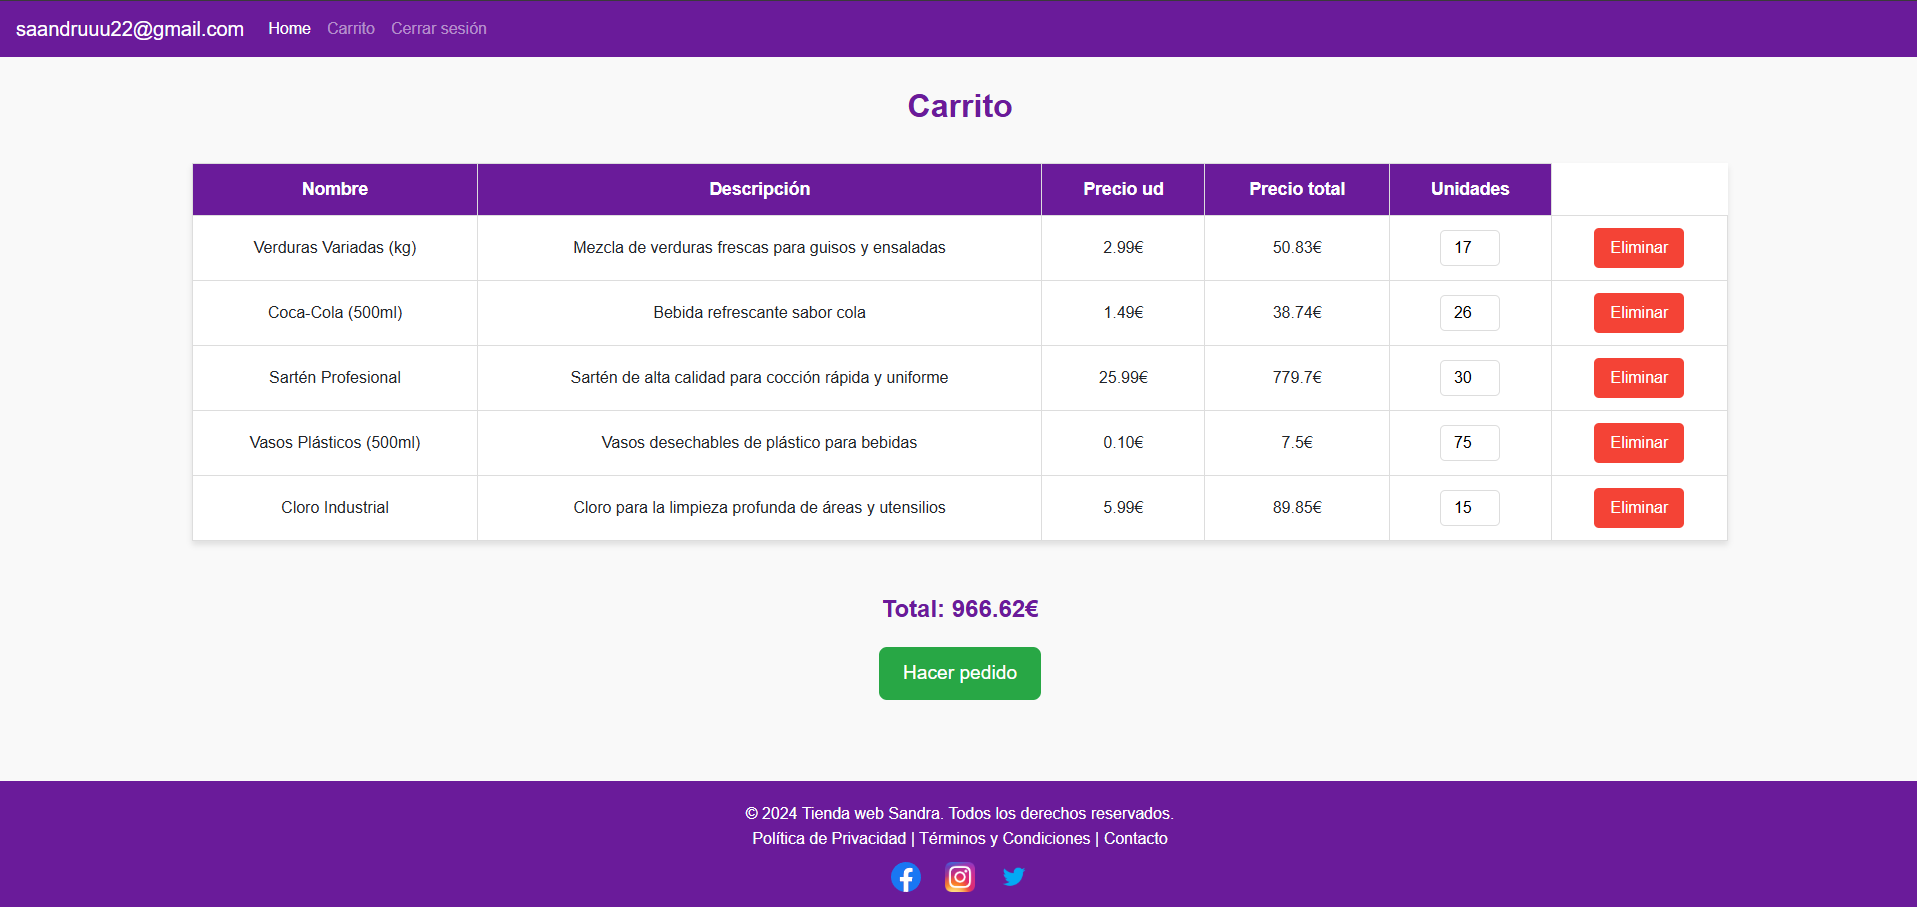 saandruuu22@gmail.com Home Carrito Cerrar sesión
Carrito
Nombre Descripción Precio ud Precio total Unidades
Verduras Variadas (kg) Mezcla de verduras frescas para guisos y ensaladas 2.99€ 50.83€ 17 Eliminar
Coca-Cola (500ml) Bebida refrescante sabor cola 1.49€ 38.74€ 26 Eliminar
Sartén Profesional Sartén de alta calidad para cocción rápida y uniforme 25.99€ 779.7€ 30 Eliminar
Vasos Plásticos (500ml) Vasos desechables de plástico para bebidas 0.10€ 7.5€ 75 Eliminar
Cloro Industrial Cloro para la limpieza profunda de áreas y utensilios 5.99€ 89.85€ 15 Eliminar
Total: 966.62€
Hacer pedido
© 2024 Tienda web Sandra. Todos los derechos reservados.
Política de Privacidad | Términos y Condiciones | Contacto